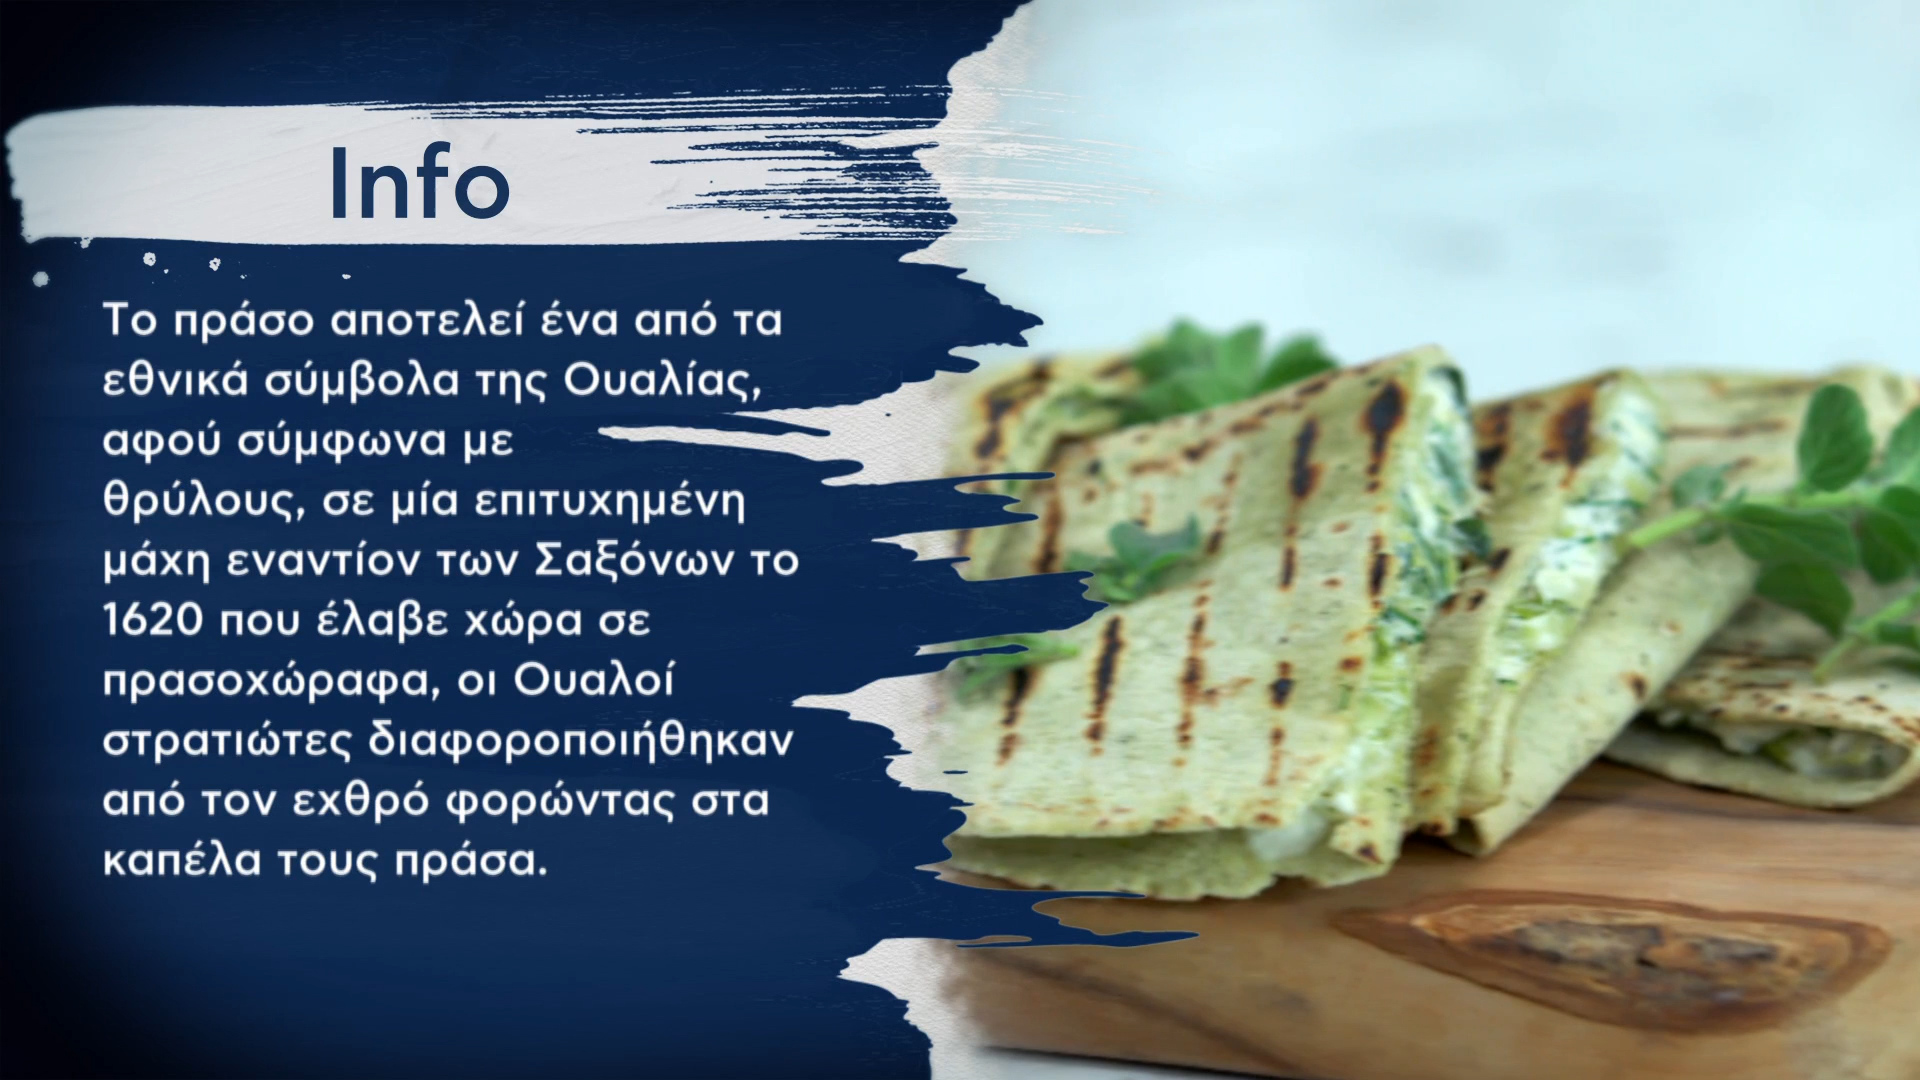 Info
Το πράσο αποτελεί ένα από τα
εθνικά σύμβολα της Ουαλίας,
αφού σύμφωνα με
θρύλους, σε μία επιτυχημένη
μάχη εναντίον των Σαξόνων το
1620 που έλαβε χώρα σε
πρασοχώραφα, οι Ουαλοί
στρατιώτες διαφοροποιήθηκαν
από τον εχθρό φορώντας στα
καπέλα τους πράσα.